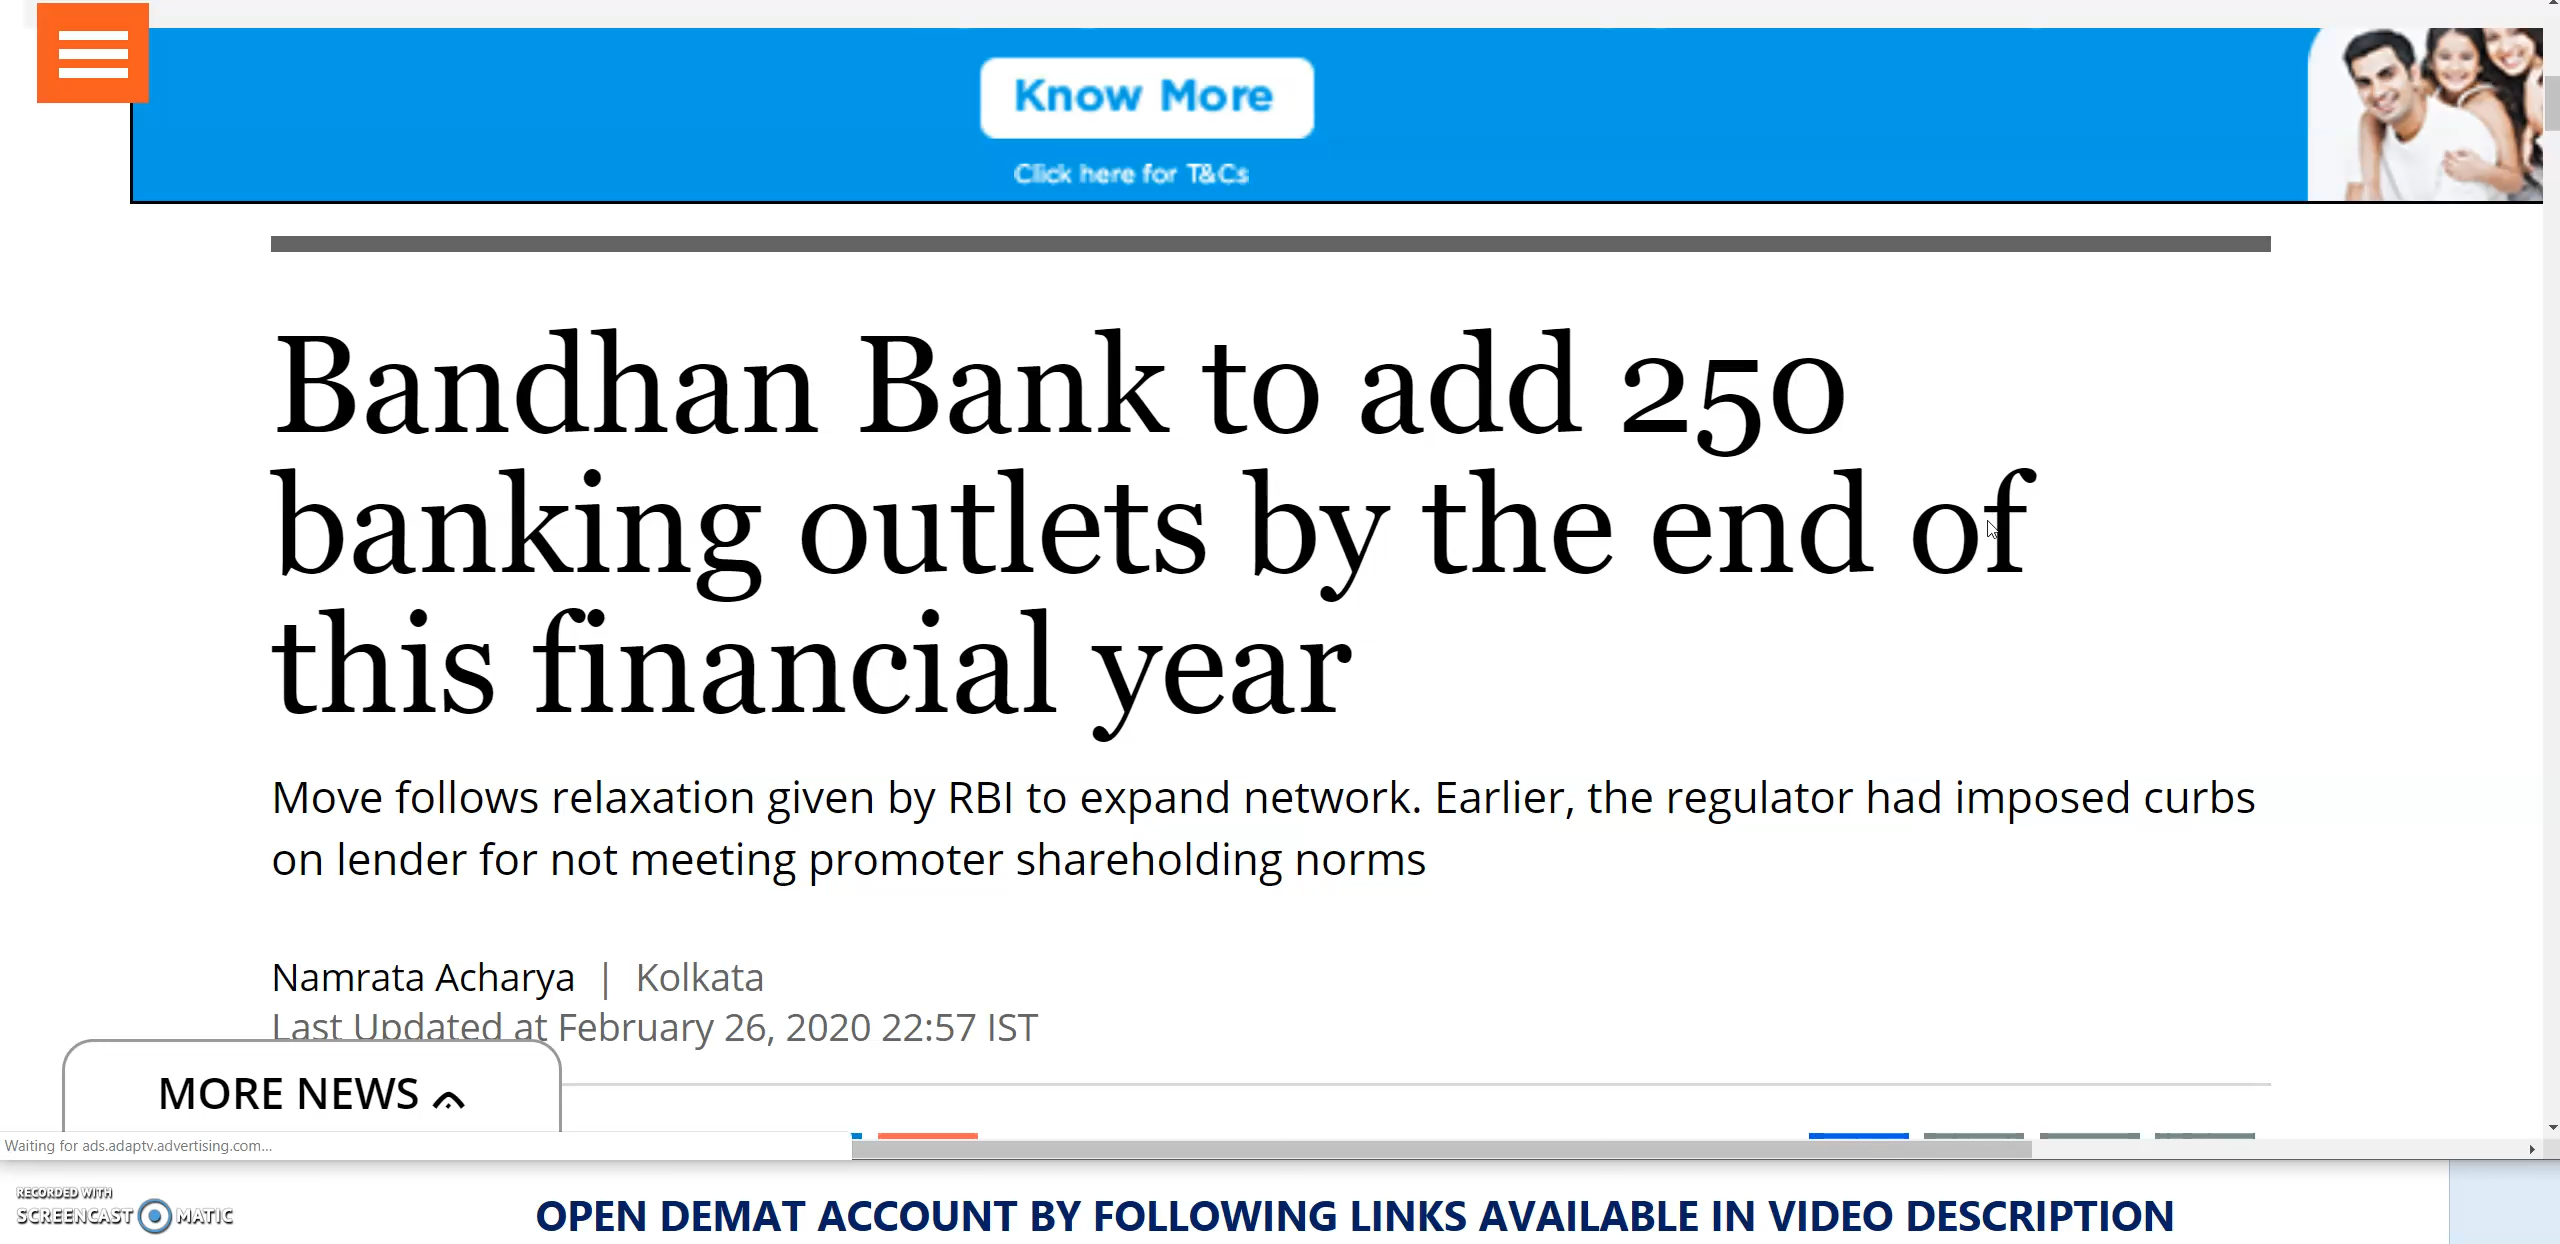 Know More
Click here for T&Cs
Bandhan Bank to add 250
banking outlets by the end of
this financial year
Move follows relaxation given by RBI to expand network. Earlier, the regulator had imposed curbs
on lender for not meeting promoter shareholding norms
Namrata Acharya | Kolkata
Last Updated at February 26, 2020 22:57 IST
MORE NEWS
Waiting for ads.adaptv.advertising.com...
RECORDED WITH
SCREENCAST MATIC
OPEN DEMAT ACCOUNT BY FOLLOWING LINKS AVAILABLE IN VIDEO DESCRIPTION